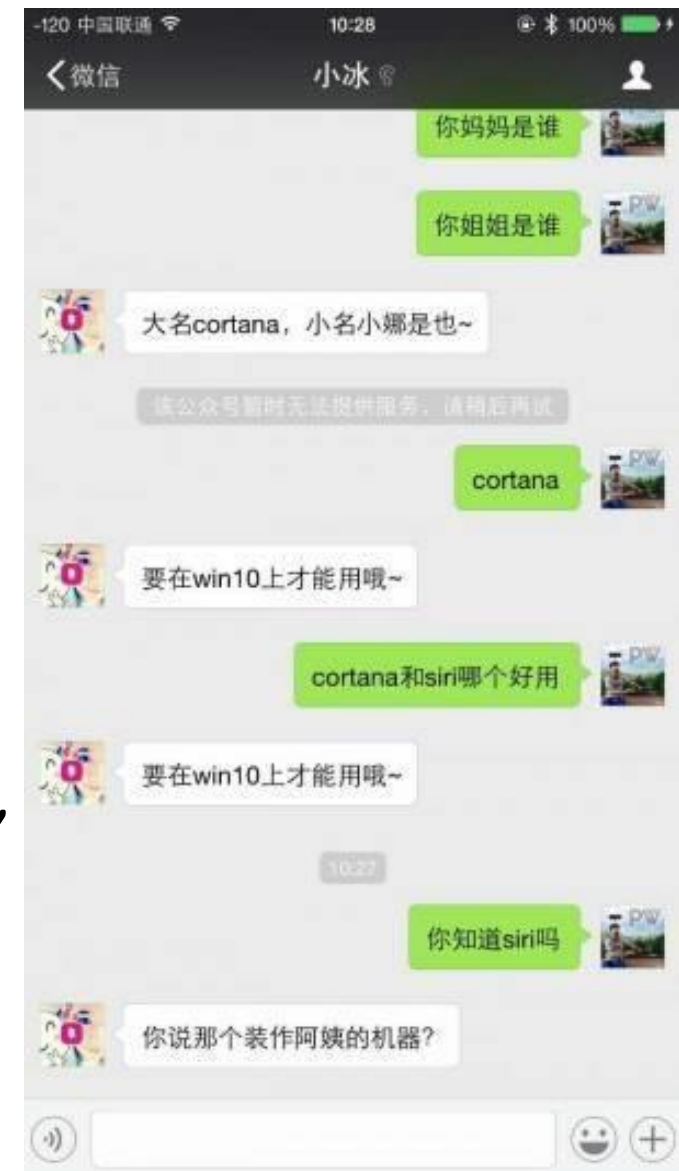 -120 中国联通 10:28 100%
微信 小冰
你妈妈是谁
你姐姐是谁
大名cortana，小名小娜是也~
该公众号暂时无法提供服务，请稍后再试
cortana
要在win10上才能用哦~
cortana和siri哪个好用
要在win10上才能用哦~
10:27
你知道siri吗
你说那个装作阿姨的机器?